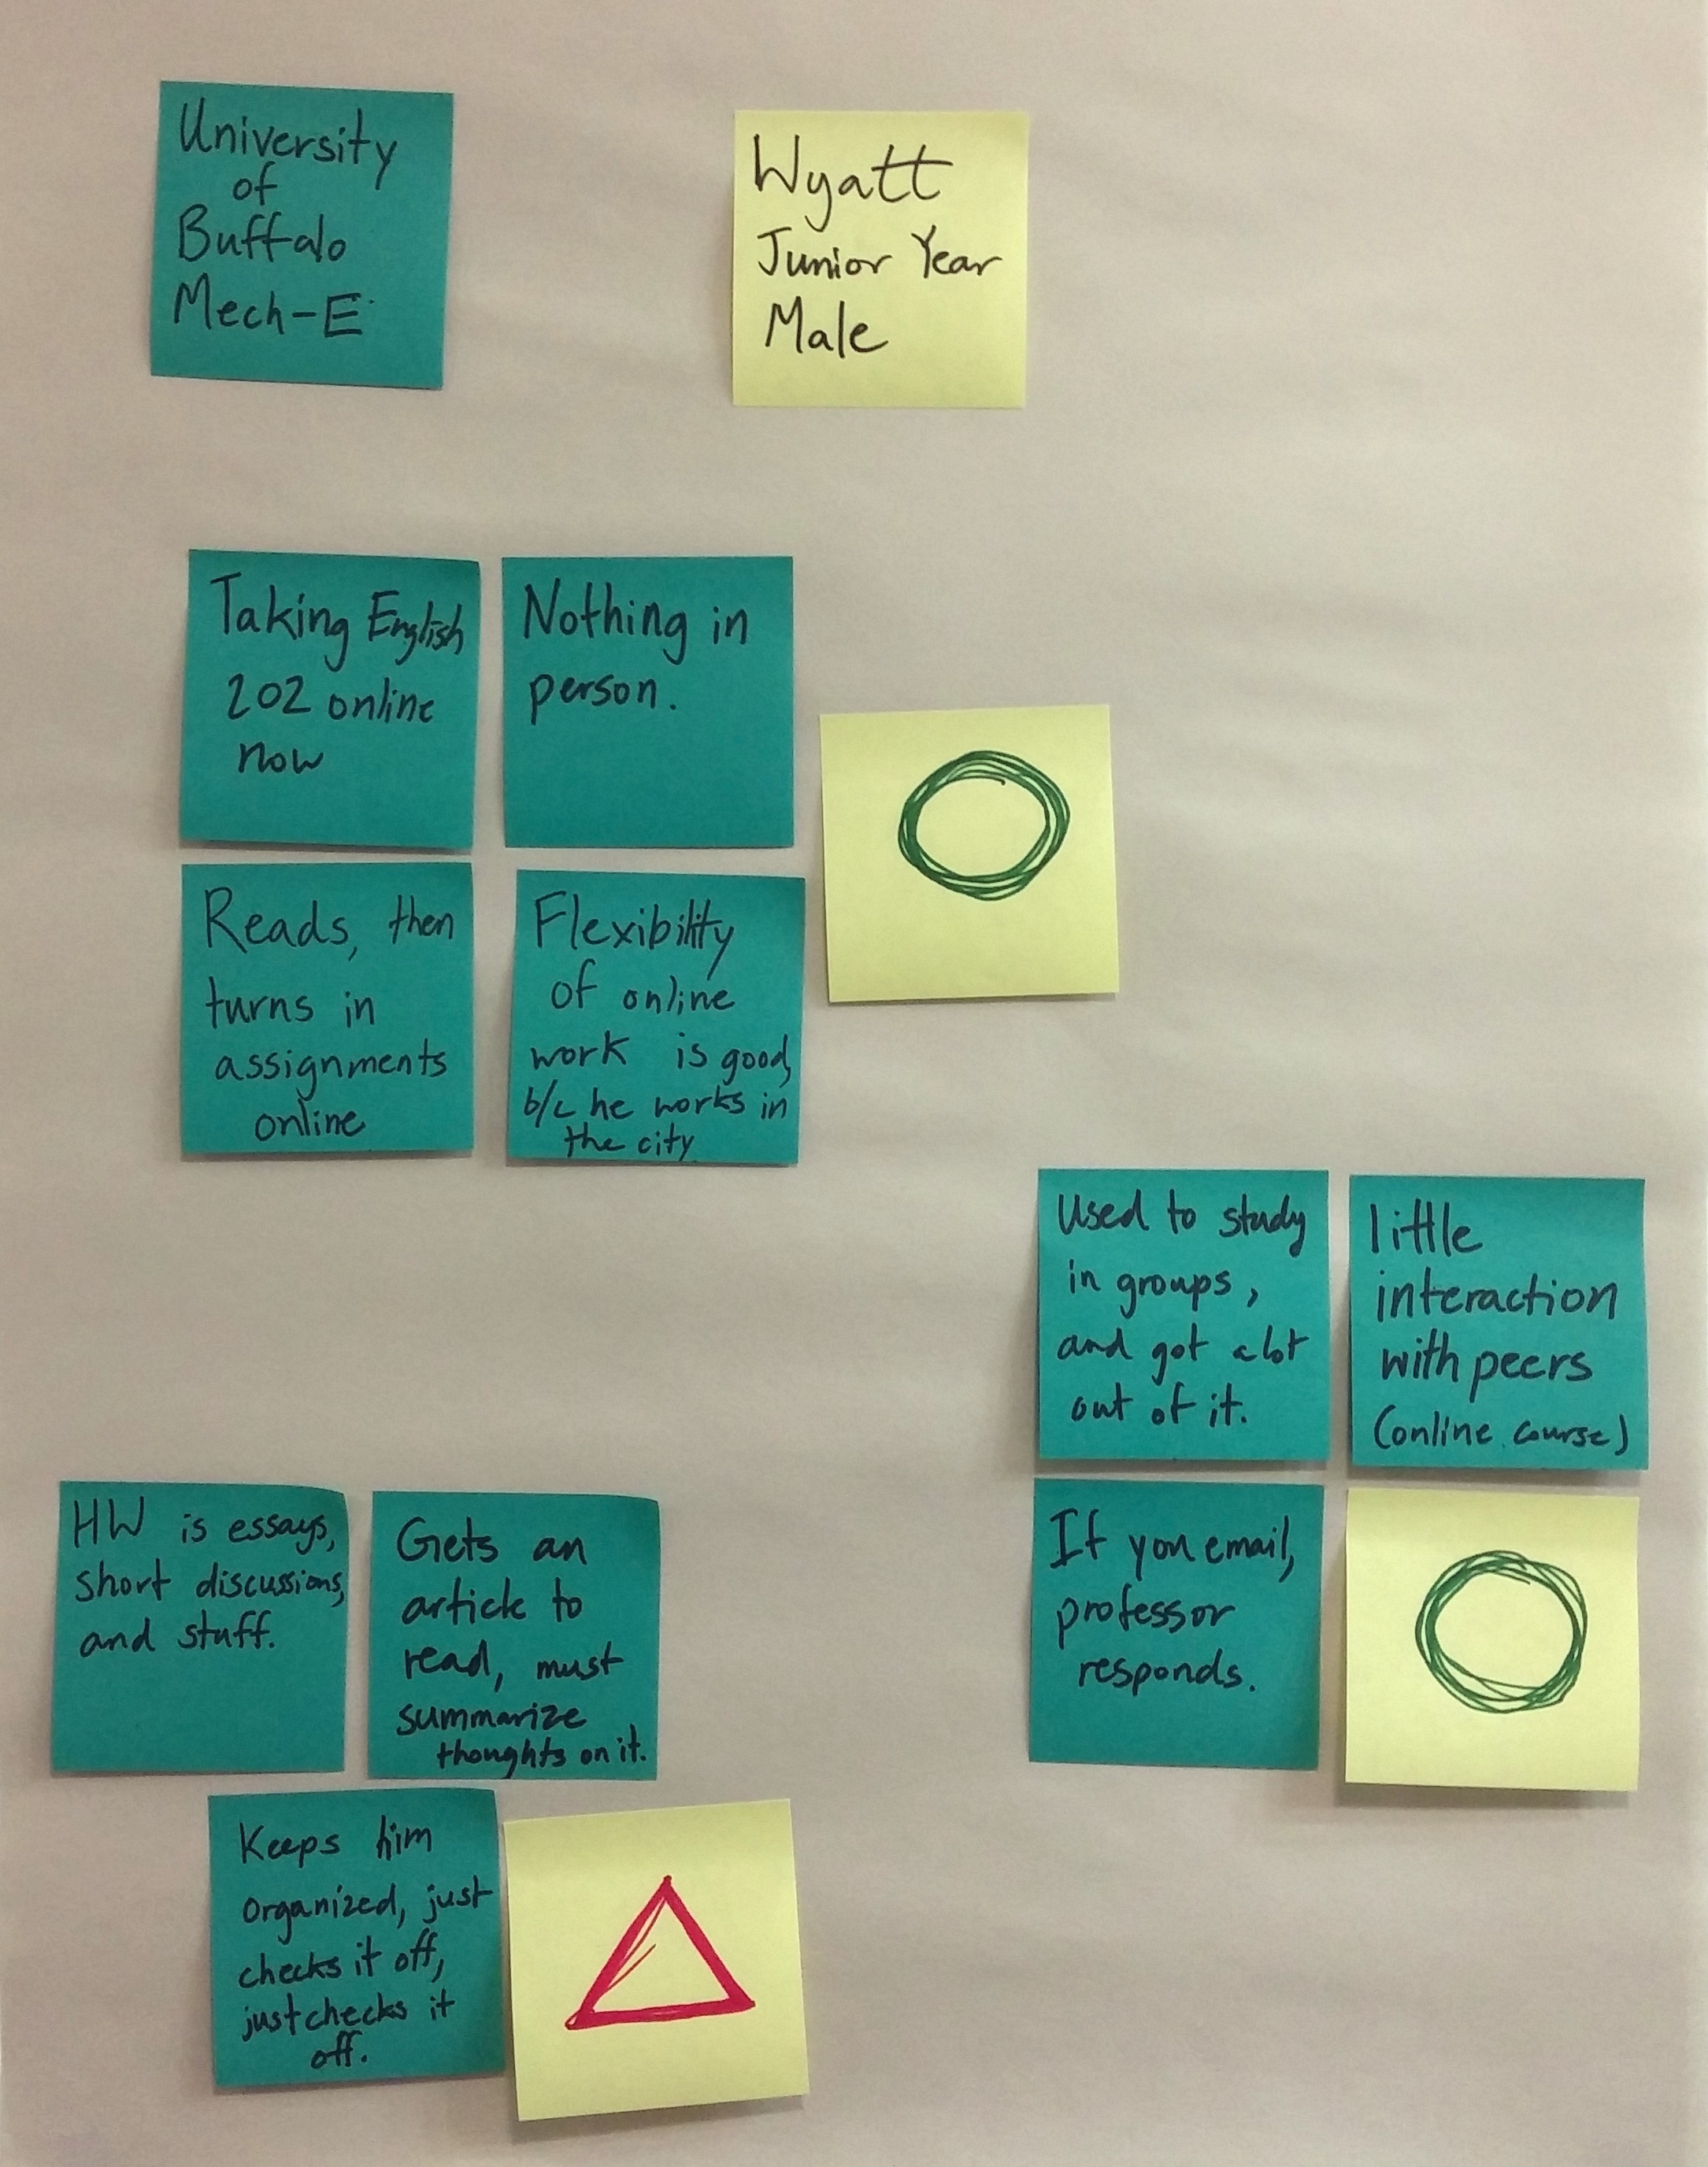 University
of
Buffalo
Mech-E
Wyatt
Junior Year
Male
Taking English
202 online
now
Nothing in
person.
Reads, then
turns in
assignments
online
Flexibility
of online
work is good,
b/c he works in
the city
Used to study
in groups,
and got a lot
out of it.
little
interaction
with peers
(online course)
If you email,
professor
responds.
HW is essays,
short discussions,
and stuff.
Gets an
article to
read, must
summarize
thoughts on it.
Keeps him
organized, just
checks it off,
just checks it
off.